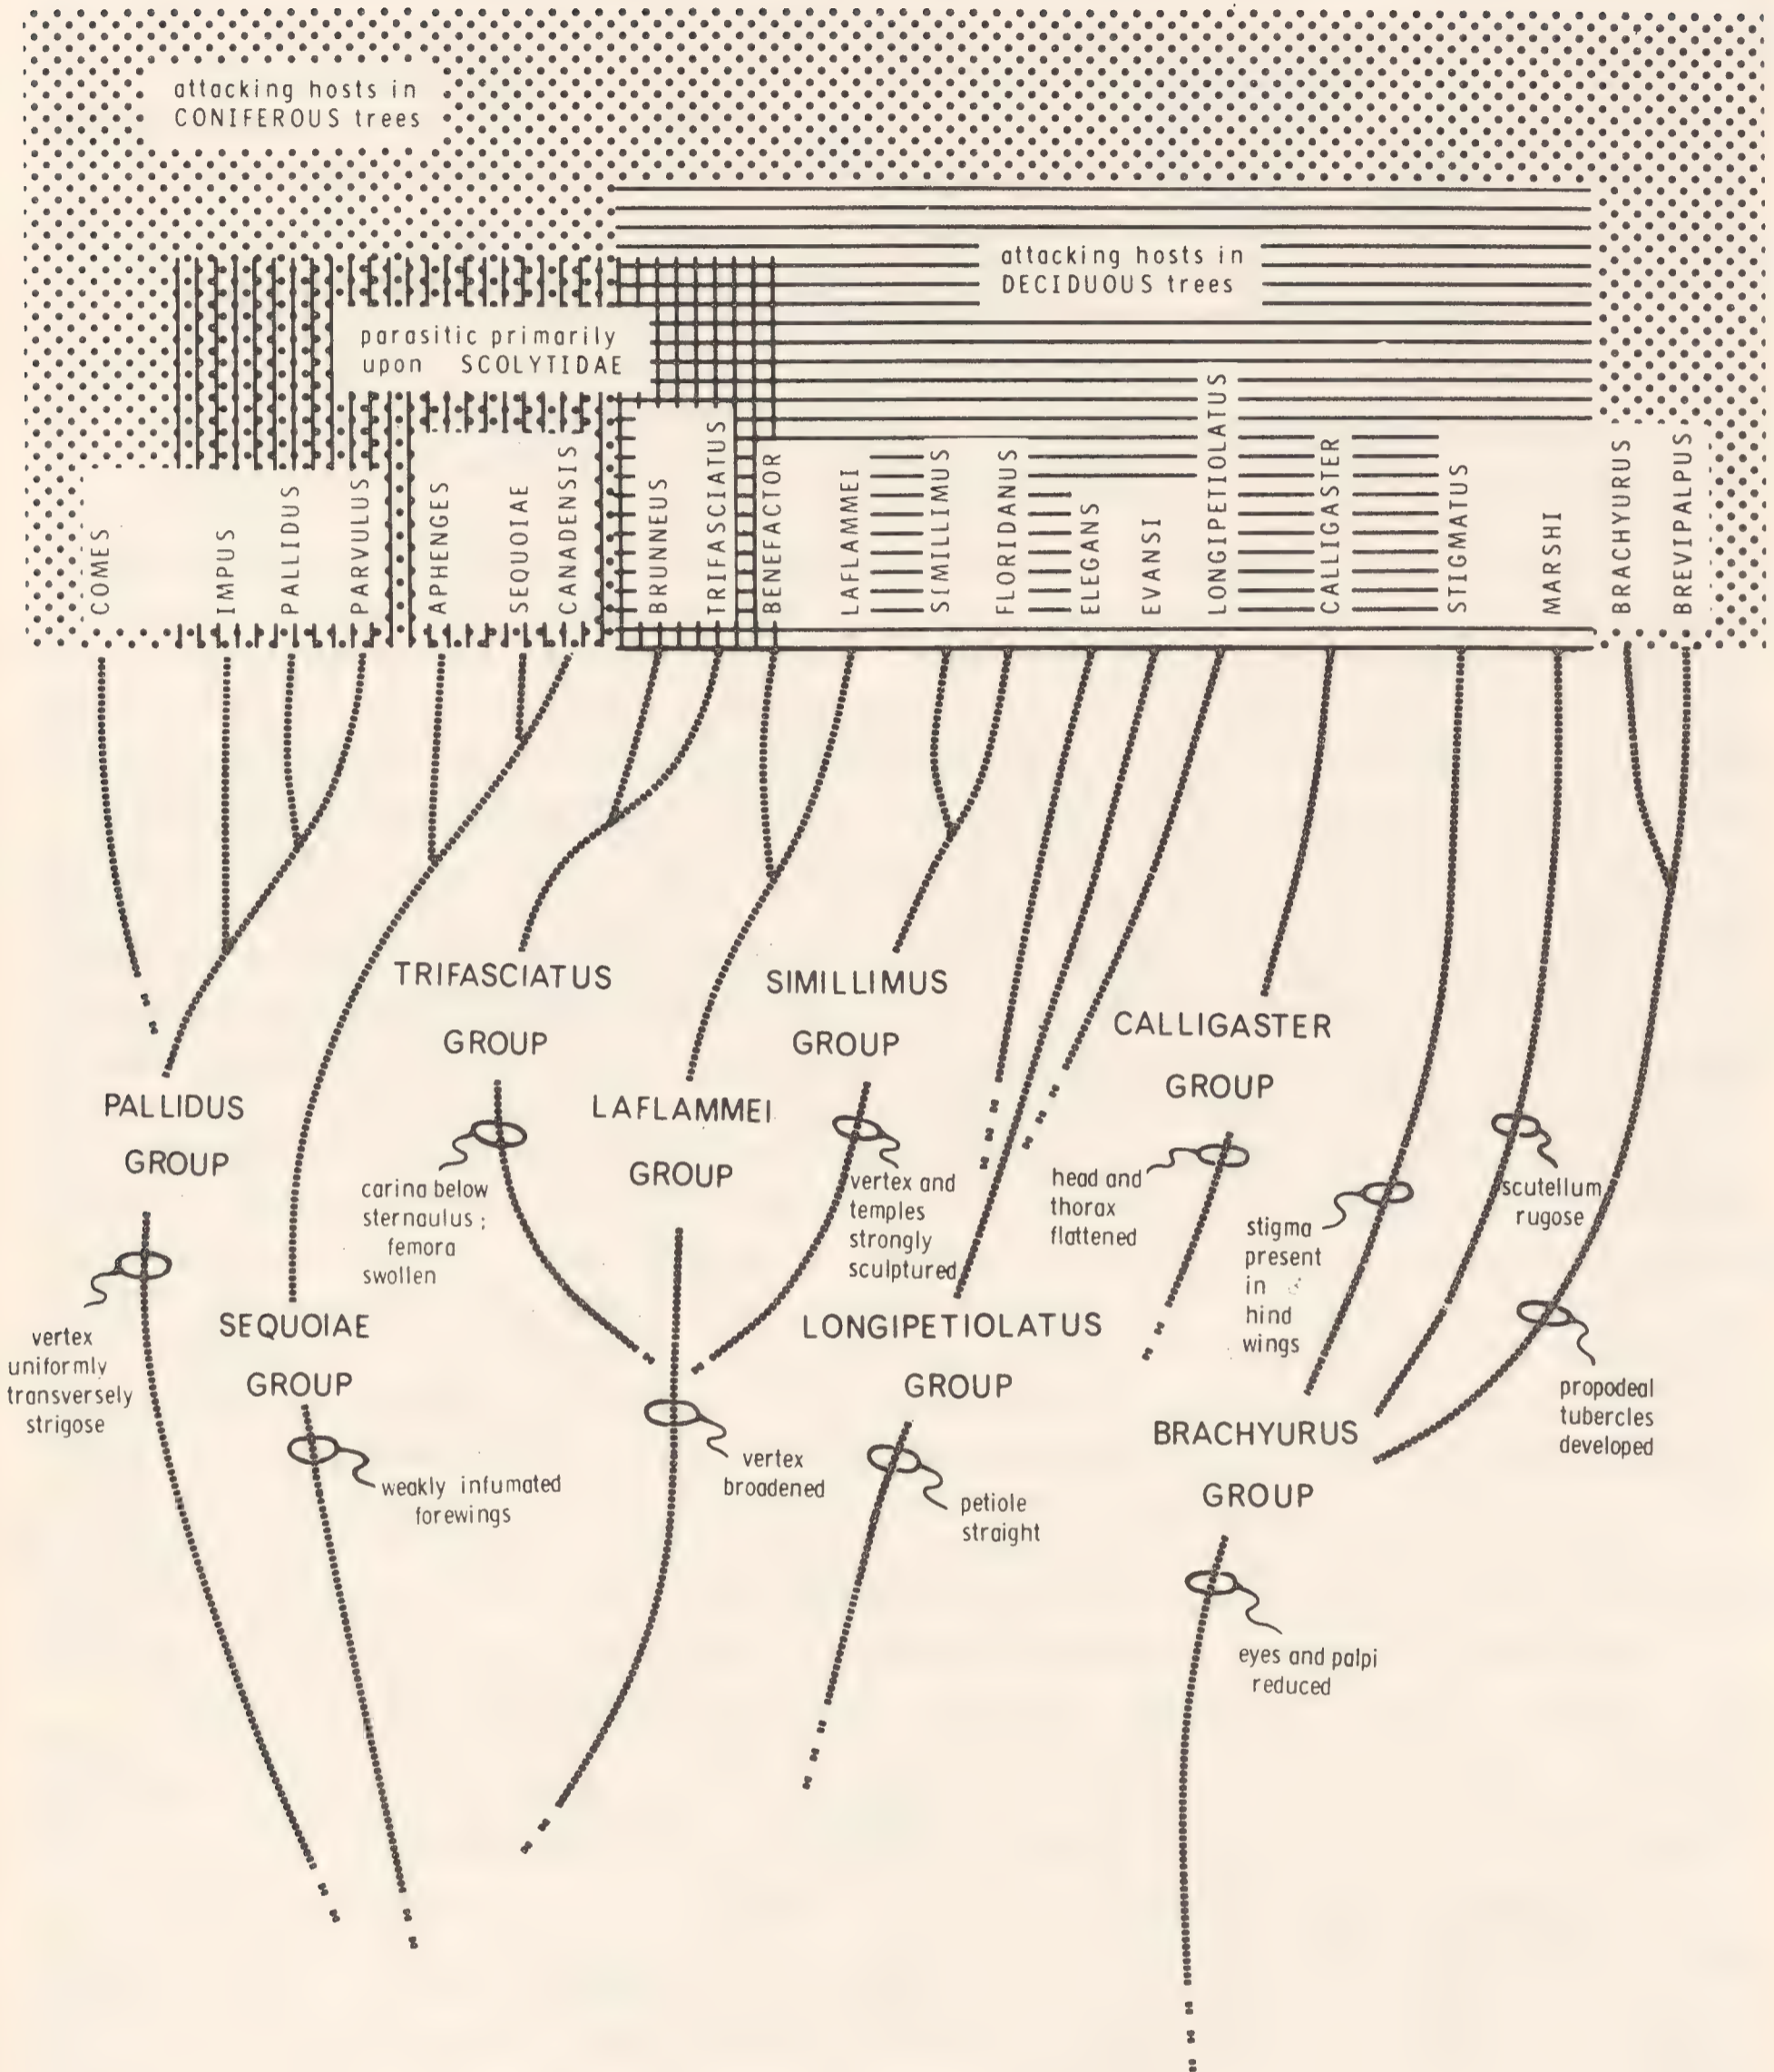 attacking hosts in
CONIFEROUS trees
attacking hosts in
DECIDUOUS trees
parasitic primarily
upon SCOLYTIDAE
COMES
IMPUS
PALLIDUS
PARVULUS
APHENGES
SEQUOIAE
CANADENSIS
BRUNNEUS
TRIFASCIATUS
BENEFACTOR
LAFLAMMEI
SIMILLIMUS
FLORIDANUS
ELEGANS
EVANSI
LONGIPETIOLATUS
CALLIGASTER
STIGMATUS
MARSHI
BRACHYURUS
BREVIPALPUS
TRIFASCIATUS
GROUP
SIMILLIMUS
GROUP
CALLIGASTER
GROUP
PALLIDUS
GROUP
LAFLAMMEI
GROUP
carina below
sternaulus ;
femora
swollen
vertex and
temples
strongly
sculptured
head and
thorax
flattened
stigma
present
in
hind
wings
scutellum
rugose
vertex
uniformly
transversely
strigose
SEQUOIAE
GROUP
LONGIPETIOLATUS
GROUP
propodeal
tubercles
developed
BRACHYURUS
GROUP
weakly infumated
forewings
vertex
broadened
petiole
straight
eyes and palpi
reduced